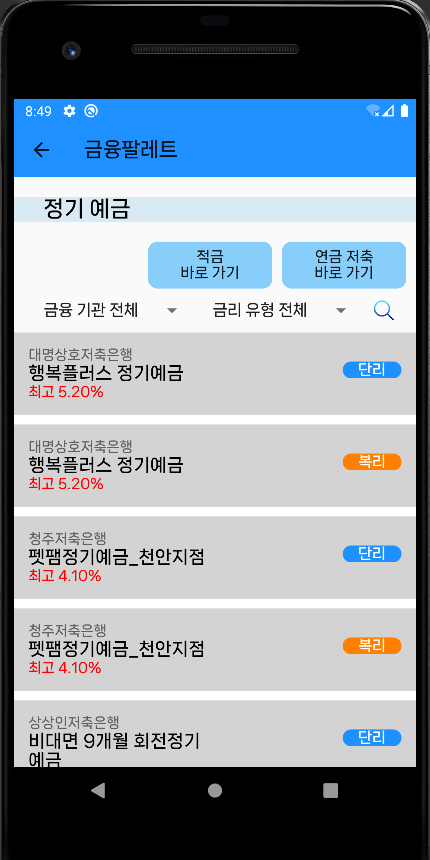 8:49
금융팔레트
정기 예금
적금
바로 가기
연금 저축
바로 가기
금융 기관 전체
금리 유형 전체
대명상호저축은행
행복플러스 정기예금
최고 5.20%
단리
대명상호저축은행
행복플러스 정기예금
최고 5.20%
복리
청주저축은행
펫팸정기예금_천안지점
최고 4.10%
단리
청주저축은행
펫팸정기예금_천안지점
최고 4.10%
복리
상상인저축은행
비대면 9개월 회전정기
예금
단리